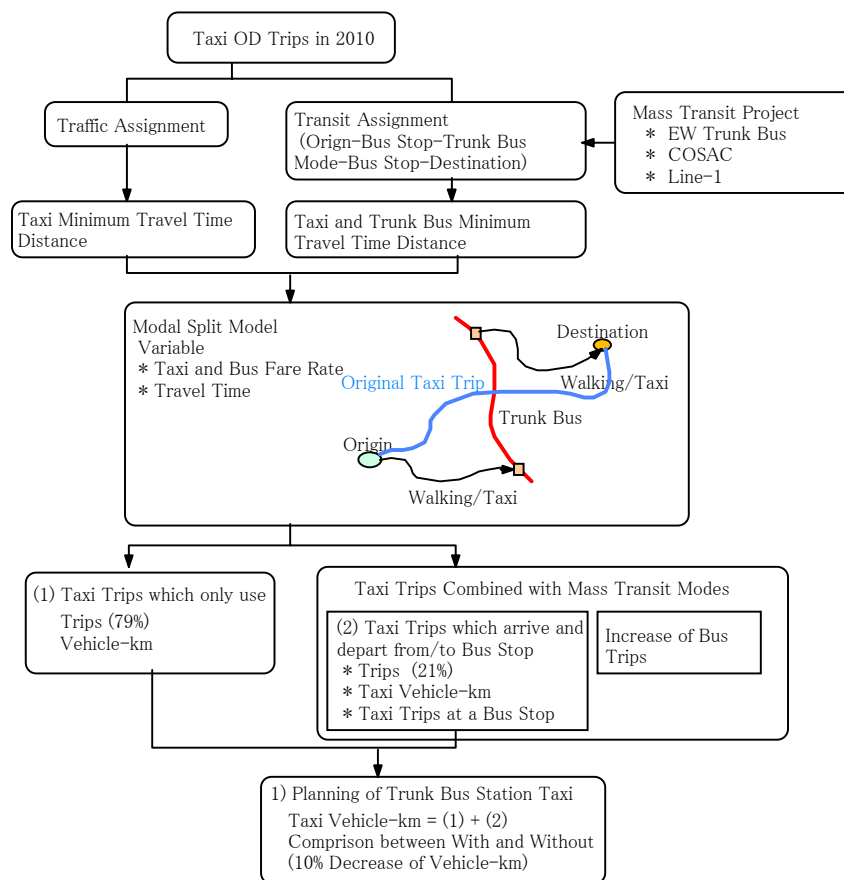 Taxi OD Trips in 2010
Traffic Assignment
Transit Assignment
(Orign-Bus Stop-Trunk Bus
Mode-Bus Stop-Destination)
Mass Transit Project
* EW Trunk Bus
* COSAC
* Line-1
Taxi Minimum Travel Time
Distance
Taxi and Trunk Bus Minimum
Travel Time Distance
Modal Split Model
Variable
* Taxi and Bus Fare Rate
* Travel Time
Destination
Original Taxi Trip
Walking/Taxi
Trunk Bus
Origin
Walking/Taxi
(1) Taxi Trips which only use
Trips (79%)
Vehicle-km
Taxi Trips Combined with Mass Transit Modes
(2) Taxi Trips which arrive and
depart from/to Bus Stop
* Trips (21%)
* Taxi Vehicle-km
* Taxi Trips at a Bus Stop
Increase of Bus
Trips
1) Planning of Trunk Bus Station Taxi
Taxi Vehicle-km = (1) + (2)
Comprison between With and Without
(10% Decrease of Vehicle-km)